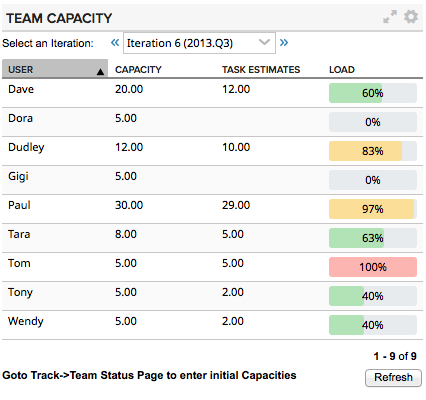 TEAM CAPACITY
Select an Iteration: « Iteration 6 (2013.Q3) »
USER CAPACITY TASK ESTIMATES LOAD
Dave 20.00 12.00 60%
Dora 5.00 0%
Dudley 12.00 10.00 83%
Gigi 5.00 0%
Paul 30.00 29.00 97%
Tara 8.00 5.00 63%
Tom 5.00 5.00 100%
Tony 5.00 2.00 40%
Wendy 5.00 2.00 40%
1 - 9 of 9
Goto Track->Team Status Page to enter initial Capacities Refresh